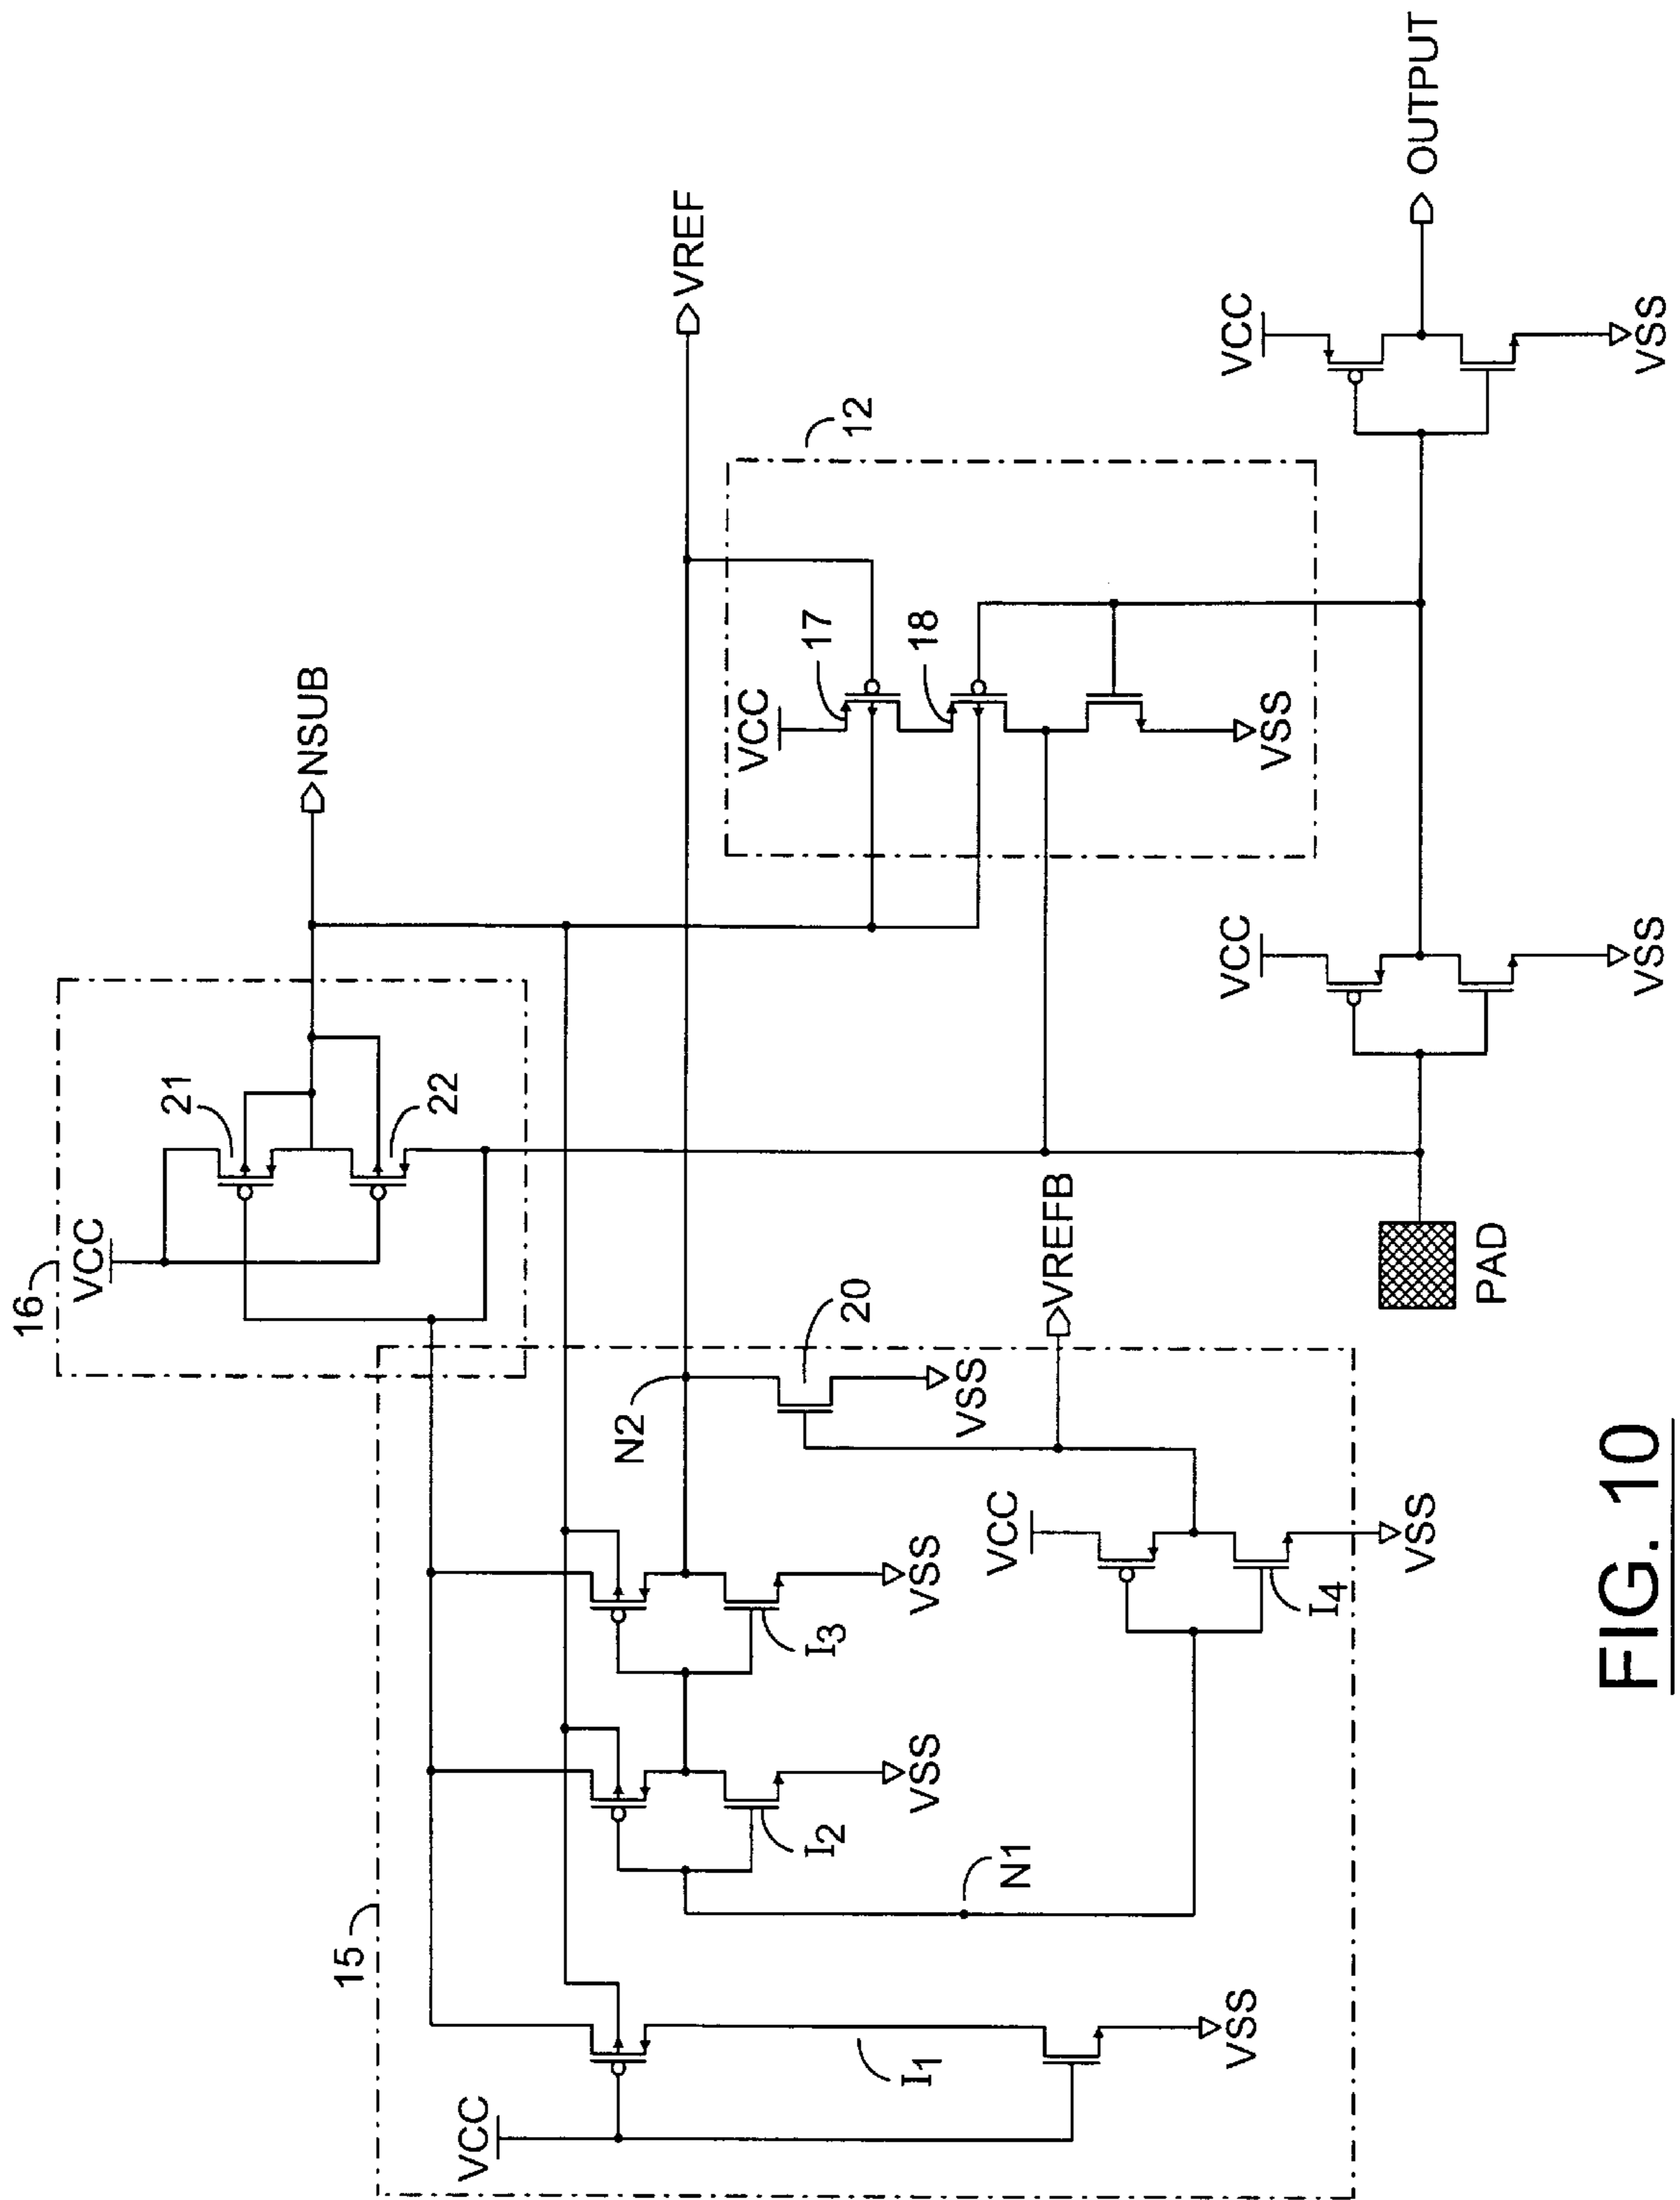 16
VCC
21
22
NSUB
15
VCC
I1
VSS
I2
VSS
N1
I3
VSS
N2
20
VSS
VREFB
VCC
I4
VSS
VREF
12
VCC
17
18
VSS
PAD
VCC
VSS
VCC
VSS
OUTPUT
FIG. 10